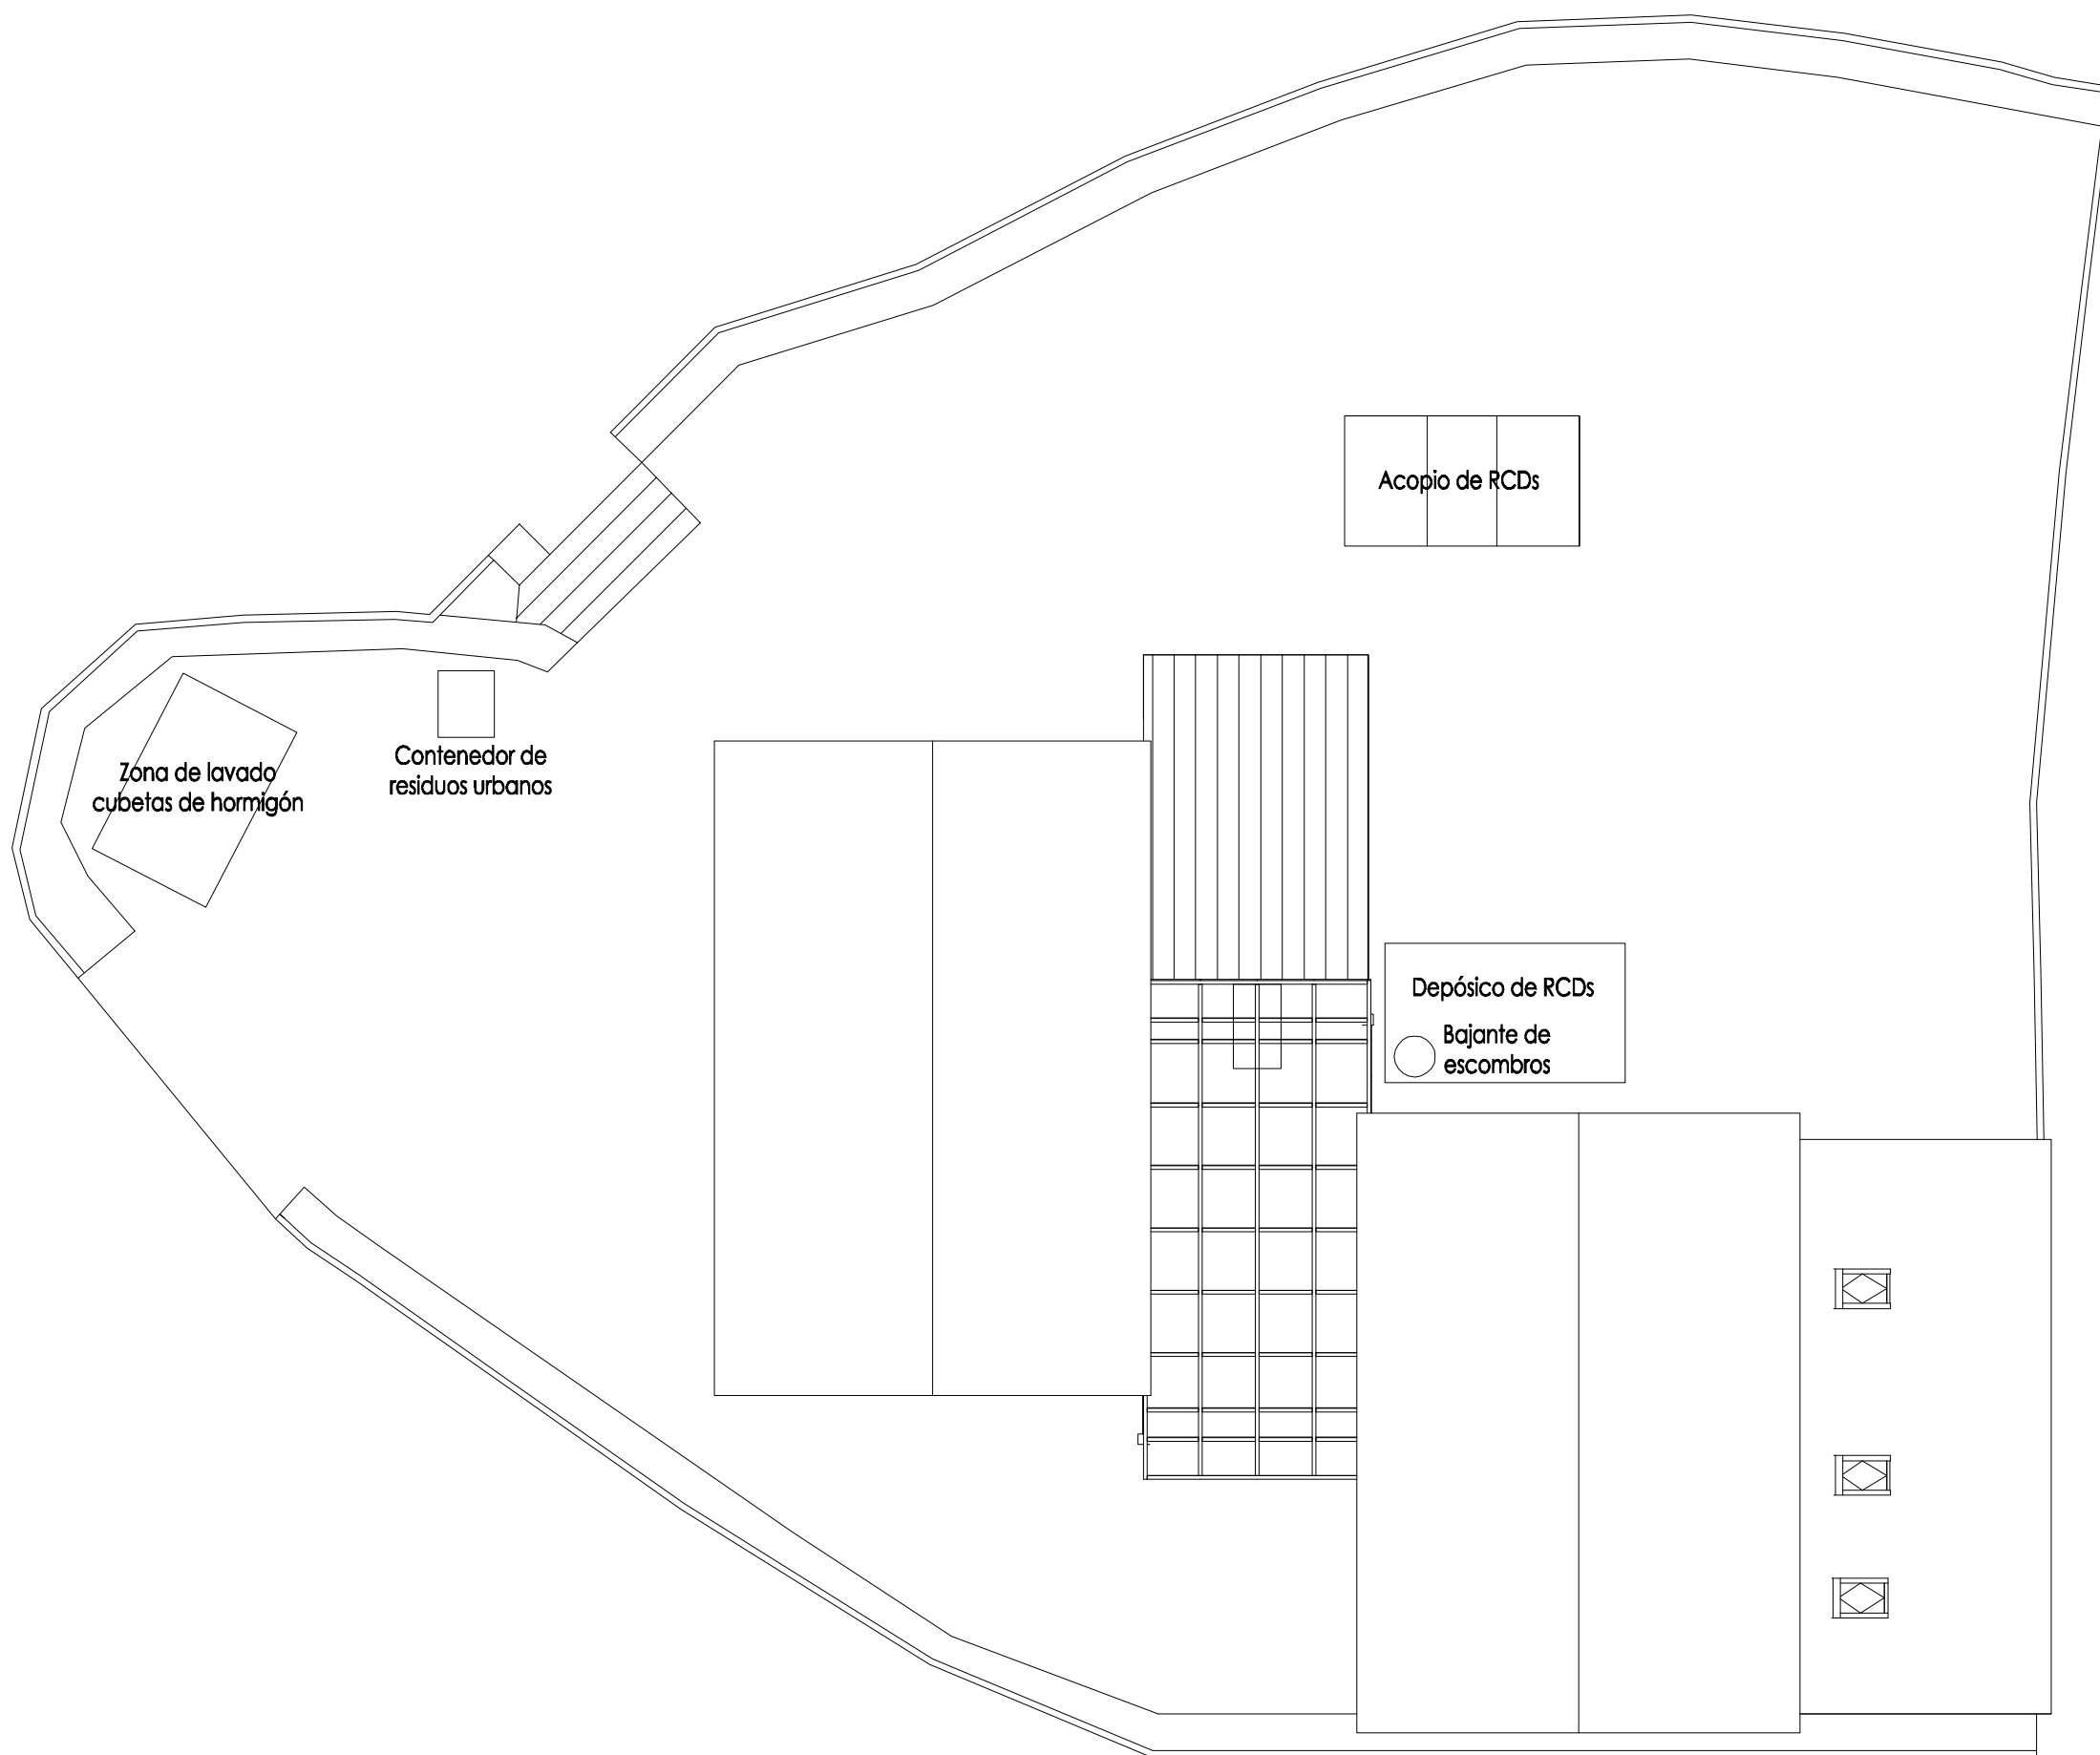 Acopio de RCDs
Contenedor de
residuos urbanos
Zona de lavado
cubetas de hormigón
Depósico de RCDs
Bajante de
escombros